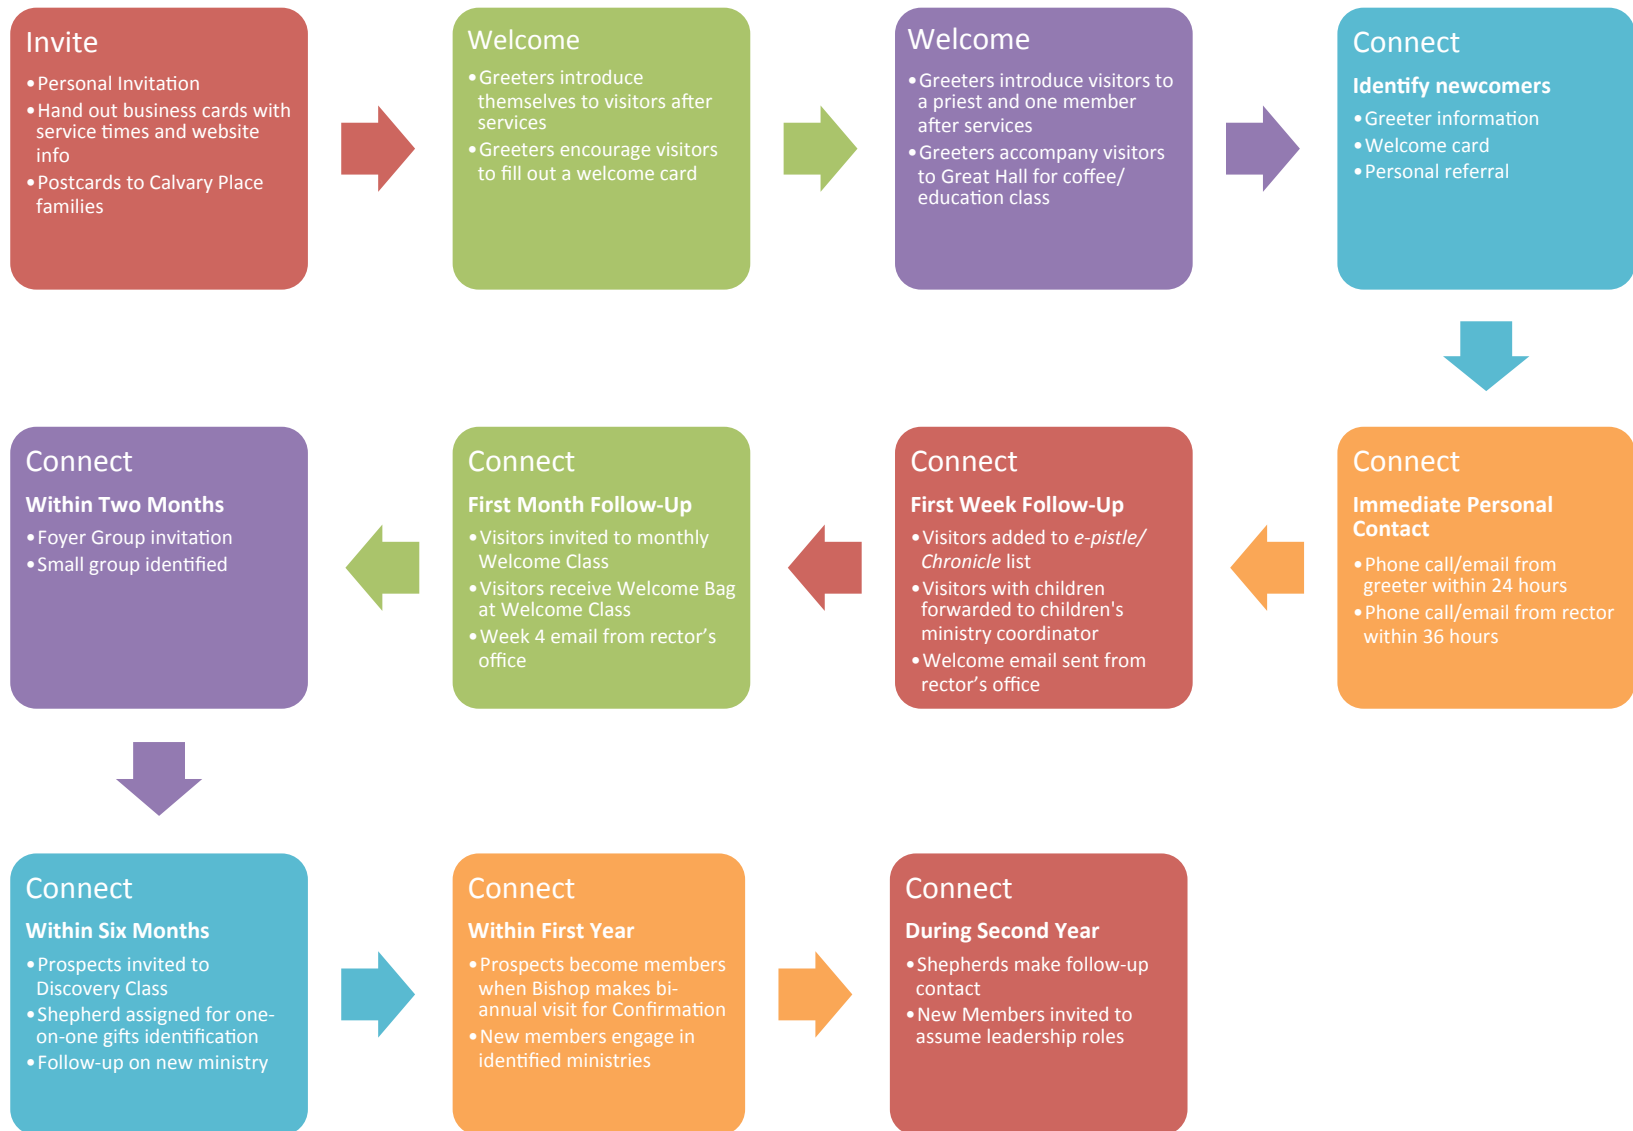 Invite
•Personal Invitation
•Hand out business cards with
service times and website
info
•Postcards to Calvary Place
families
Welcome
•Greeters introduce
themselves to visitors after
services
•Greeters encourage visitors
to fill out a welcome card
Welcome
•Greeters introduce visitors to
a priest and one member
after services
•Greeters accompany visitors
to Great Hall for coffee/
education class
Connect
Identify newcomers
•Greeter information
•Welcome card
•Personal referral
Connect
Immediate Personal
Contact
•Phone call/email from
greeter within 24 hours
•Phone call/email from rector
within 36 hours
Connect
First Week Follow-Up
•Visitors added to e-pistle/
Chronicle list
•Visitors with children
forwarded to children's
ministry coordinator
•Welcome email sent from
rector’s office
Connect
First Month Follow-Up
•Visitors invited to monthly
Welcome Class
•Visitors receive Welcome Bag
at Welcome Class
•Week 4 email from rector’s
office
Connect
Within Two Months
•Foyer Group invitation
•Small group identified
Connect
Within Six Months
•Prospects invited to
Discovery Class
•Shepherd assigned for one-
on-one gifts identification
•Follow-up on new ministry
Connect
Within First Year
•Prospects become members
when Bishop makes bi-
annual visit for Confirmation
•New members engage in
identified ministries
Connect
During Second Year
•Shepherds make follow-up
contact
•New Members invited to
assume leadership roles